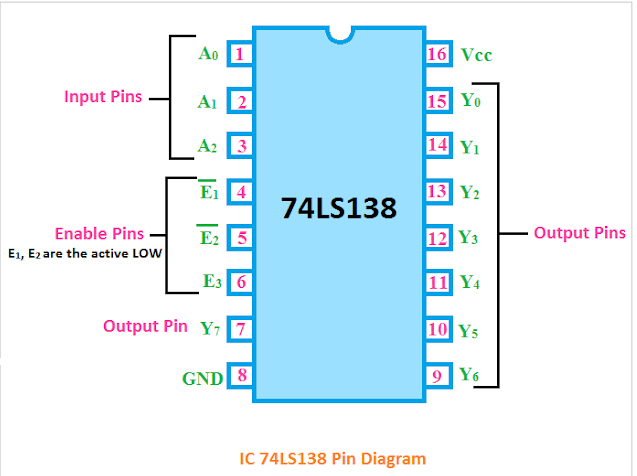 A0 1
A1 2
A2 3
Input Pins
E̅1̅ 4
E̅2̅ 5
E3 6
Enable Pins
E1, E2 are the active LOW
Output Pin Y7 7
GND 8
74LS138
16 Vcc
15 Y0
14 Y1
13 Y2
12 Y3
11 Y4
10 Y5
9 Y6
Output Pins
IC 74LS138 Pin Diagram